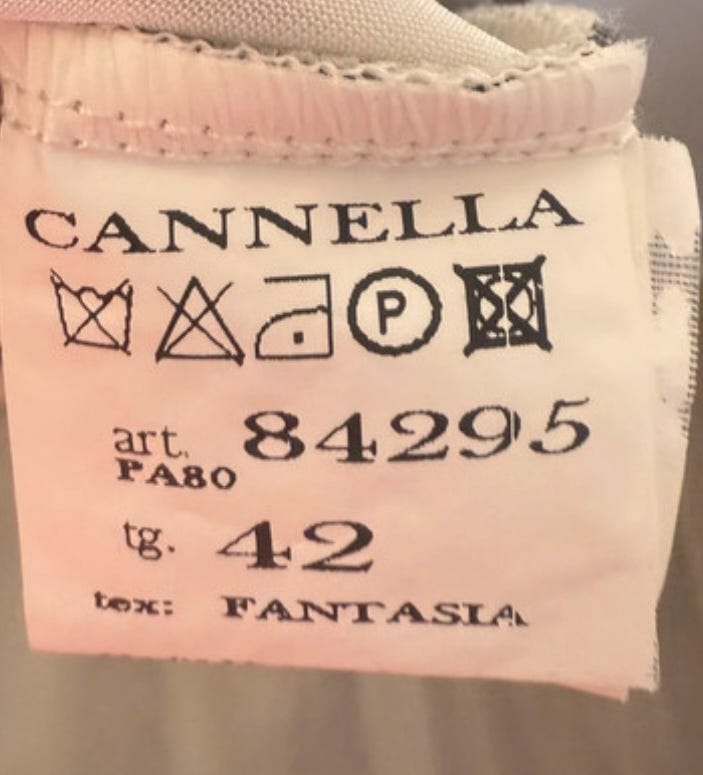 CANNELLA
P
art. 84295
PA80
tg. 42
tex: FANTASIA